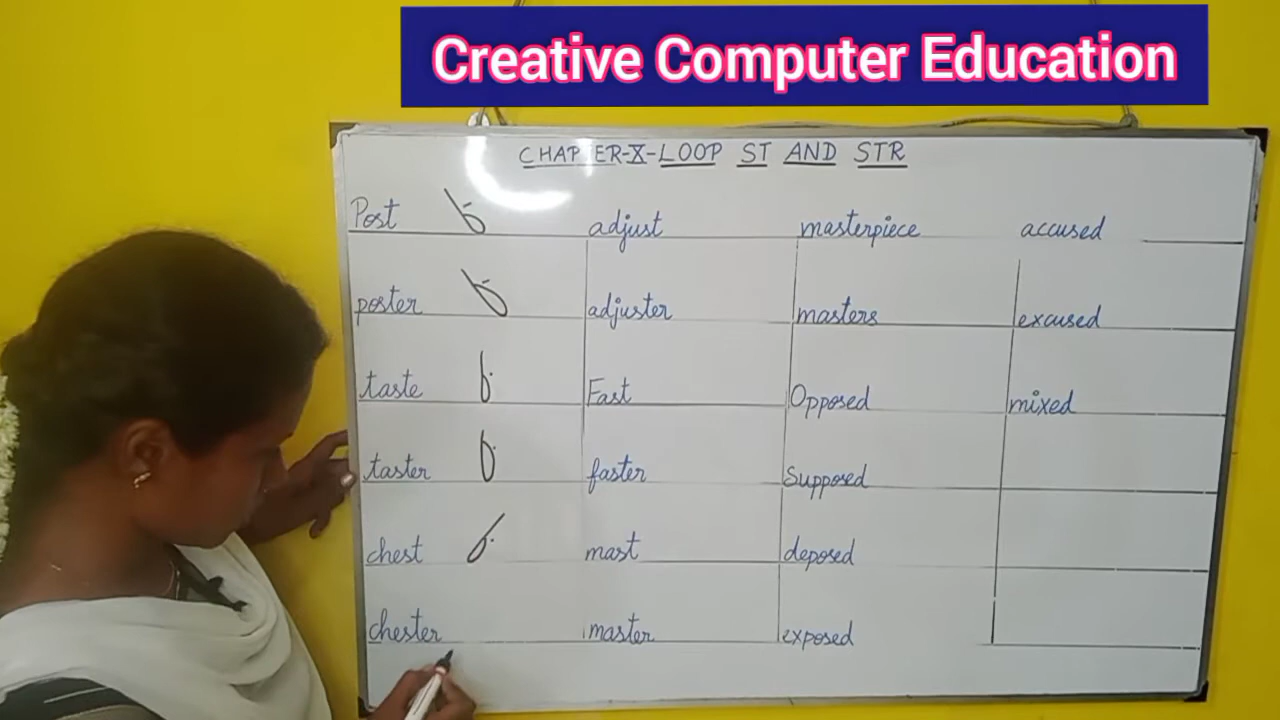 Creative Computer Education
CHAPTER-X-LOOP ST AND STR
Post adjust masterpiece accused
poster adjuster masters excused
taste Fast Opposed mixed
taster faster Supposed
chest mast deposed
chester master exposed